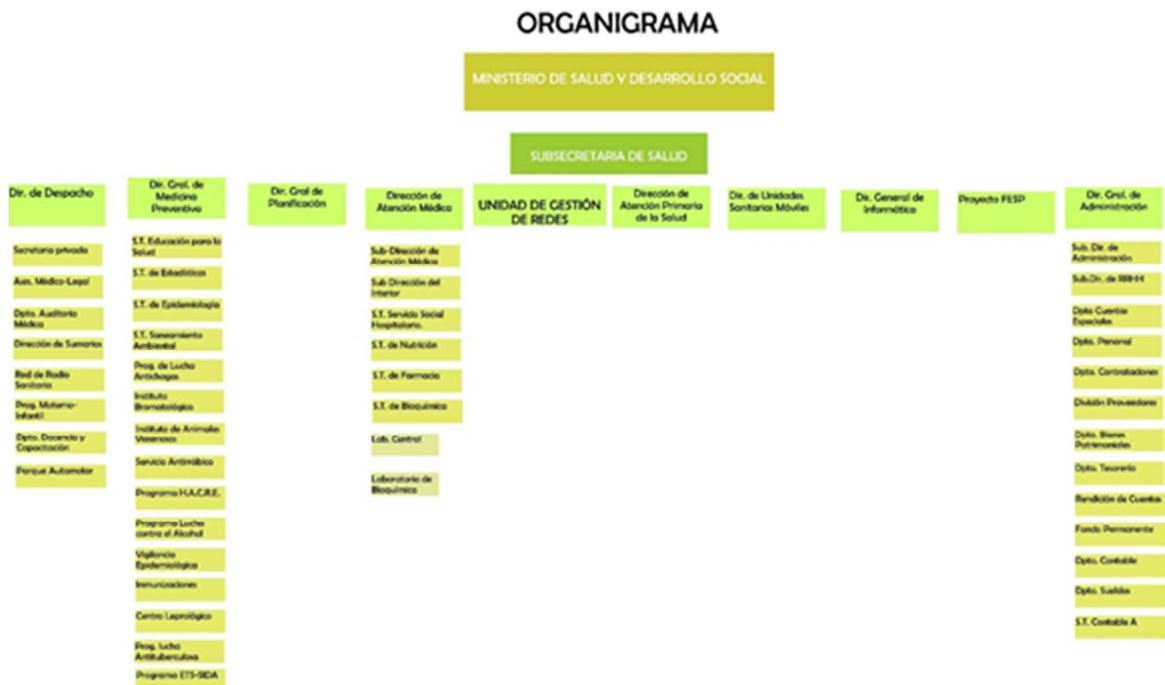 ORGANIGRAMA
MINISTERIO DE SALUD Y DESARROLLO SOCIAL
SUBSECRETARIA DE SALUD
Dir. de Despacho
Secretaria privada
Ases. Médico-Legal
Dpto. Auditoria
Médica
Dirección de Sumarios
Red de Radio
Sanitaria
Prog. Materno-
Infantil
Dpto. Docencia y
Capacitación
Parque Automotor
Dir. Gral. de
Medicina
Preventiva
S.T. Educación para la
Salud
S.T. de Estadísticas
S.T. de Epidemiología
S.T. Saneamiento
Ambiental
Prog. de Lucha
Antichagas
Instituto
Bromatológico
Instituto de Animales
Venenosos
Servicio Antirrábico
Programa H.A.C.R.E.
Programa Lucha
contra el Alcohol
Vigilancia
Epidemiológica
Inmunizaciones
Centro Leprológico
Prog. lucha
Antituberculosa
Programa ETS-SIDA
Dir. Gral de
Planificación
Dirección de
Atención Médica
Sub-Dirección de
Atención Médica
Sub Dirección del
Interior
S.T. Servicio Social
Hospitalario.
S.T. de Nutrición
S.T. de Farmacia
S.T. de Bioquímica
Lab. Central
Laboratorio de
Bioquímica
UNIDAD DE GESTIÓN
DE REDES
Dirección de
Atención Primaria
de la Salud
Dir. de Unidades
Sanitarias Móviles
Dir. General de
Informática
Proyecto FESP
Dir. Gral. de
Administración
Sub. Dir. de
Administración
Sub.Dir. de RRHH
Dpto Cuentas
Especiales
Dpto. Personal
Dpto. Contrataciones
División Proveedores
Dpto. Bienes
Patrimoniales
Dpto. Tesorería
Rendición de Cuentas
Fondo Permanente
Dpto. Contable
Dpto. Sueldos
S.T. Contable A